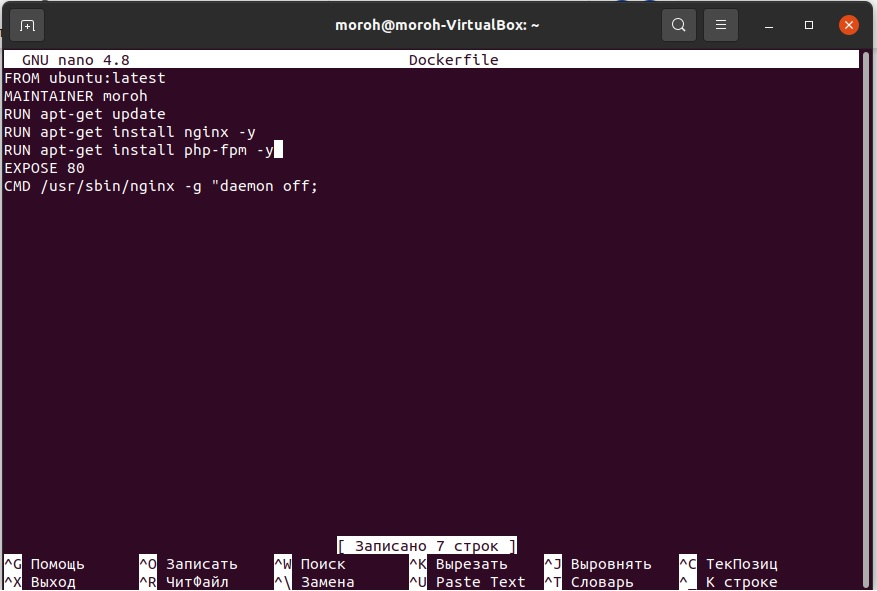 moroh@moroh-VirtualBox: ~
GNU nano 4.8 Dockerfile
FROM ubuntu:latest
MAINTAINER moroh
RUN apt-get update
RUN apt-get install nginx -y
RUN apt-get install php-fpm -y
EXPOSE 80
CMD /usr/sbin/nginx -g "daemon off;
[ Записано 7 строк ]
^G Помощь ^O Записать ^W Поиск ^K Вырезать ^J Выровнять ^C ТекПозиц
^X Выход ^R ЧитФайл ^\ Замена ^U Paste Text ^T Словарь ^_ К строке